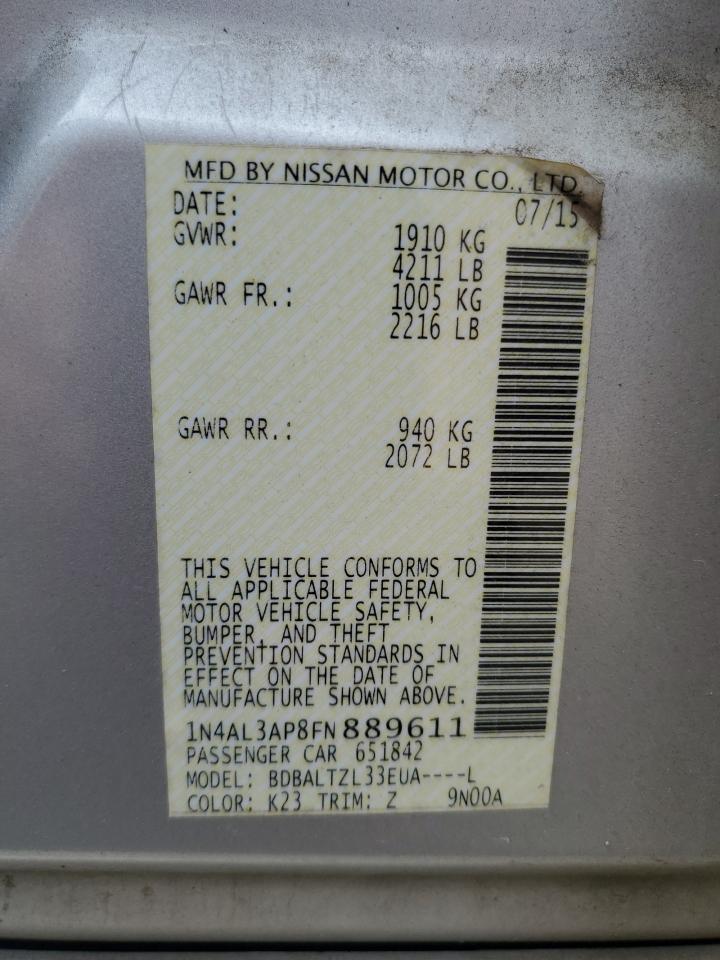 MFD BY NISSAN MOTOR CO., LTD.
DATE: 07/15
GVWR: 1910 KG
4211 LB
GAWR FR.: 1005 KG
2216 LB
GAWR RR.: 940 KG
2072 LB
THIS VEHICLE CONFORMS TO
ALL APPLICABLE FEDERAL
MOTOR VEHICLE SAFETY,
BUMPER, AND THEFT
PREVENTION STANDARDS IN
EFFECT ON THE DATE OF
MANUFACTURE SHOWN ABOVE.
1N4AL3AP8FN 889611
PASSENGER CAR 651842
MODEL: BDBALTZL33EUA----L
COLOR: K23 TRIM: Z 9N00A